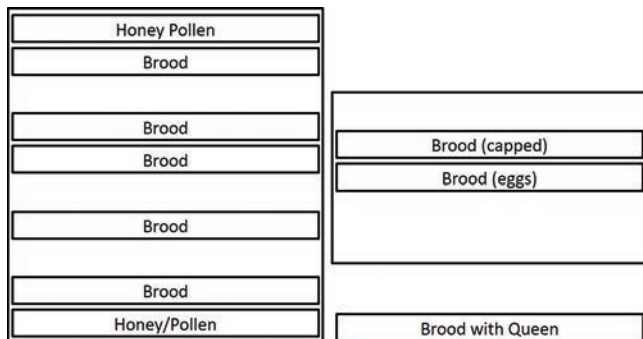 Honey Pollen
Brood
Brood
Brood
Brood
Brood
Honey/Pollen
Brood (capped)
Brood (eggs)
Brood with Queen